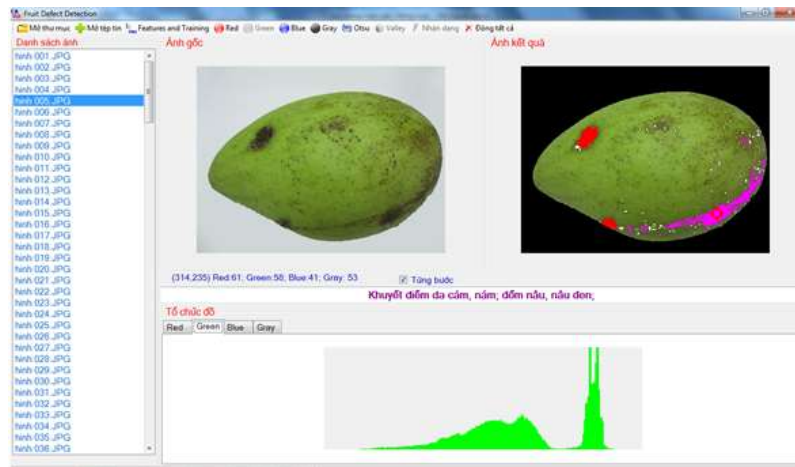 Fruit Defect Detection
Mở thư mục Mở tệp tin Features and Training Red Green Blue Gray Otsu Valley Nhận dạng Đóng tất cả
Danh sách ảnh
Ảnh gốc
Ảnh kết quả
hinh 001.JPG
hinh 002.JPG
hinh 003.JPG
hinh 004.JPG
hinh 005.JPG
hinh 006.JPG
hinh 007.JPG
hinh 008.JPG
hinh 009.JPG
hinh 010.JPG
hinh 011.JPG
hinh 012.JPG
hinh 013.JPG
hinh 014.JPG
hinh 015.JPG
hinh 016.JPG
hinh 017.JPG
hinh 018.JPG
hinh 019.JPG
hinh 020.JPG
hinh 021.JPG
hinh 022.JPG
hinh 023.JPG
hinh 024.JPG
hinh 025.JPG
hinh 026.JPG
hinh 027.JPG
hinh 028.JPG
hinh 029.JPG
hinh 030.JPG
hinh 031.JPG
hinh 032.JPG
hinh 033.JPG
hinh 034.JPG
hinh 035.JPG
hinh 036.JPG
(314,235) Red:61; Green:58; Blue:41; Gray: 53
Từng bước
Khuyết điểm da cám, nám; đốm nâu, nâu đen;
Tổ chức đồ
Red Green Blue Gray